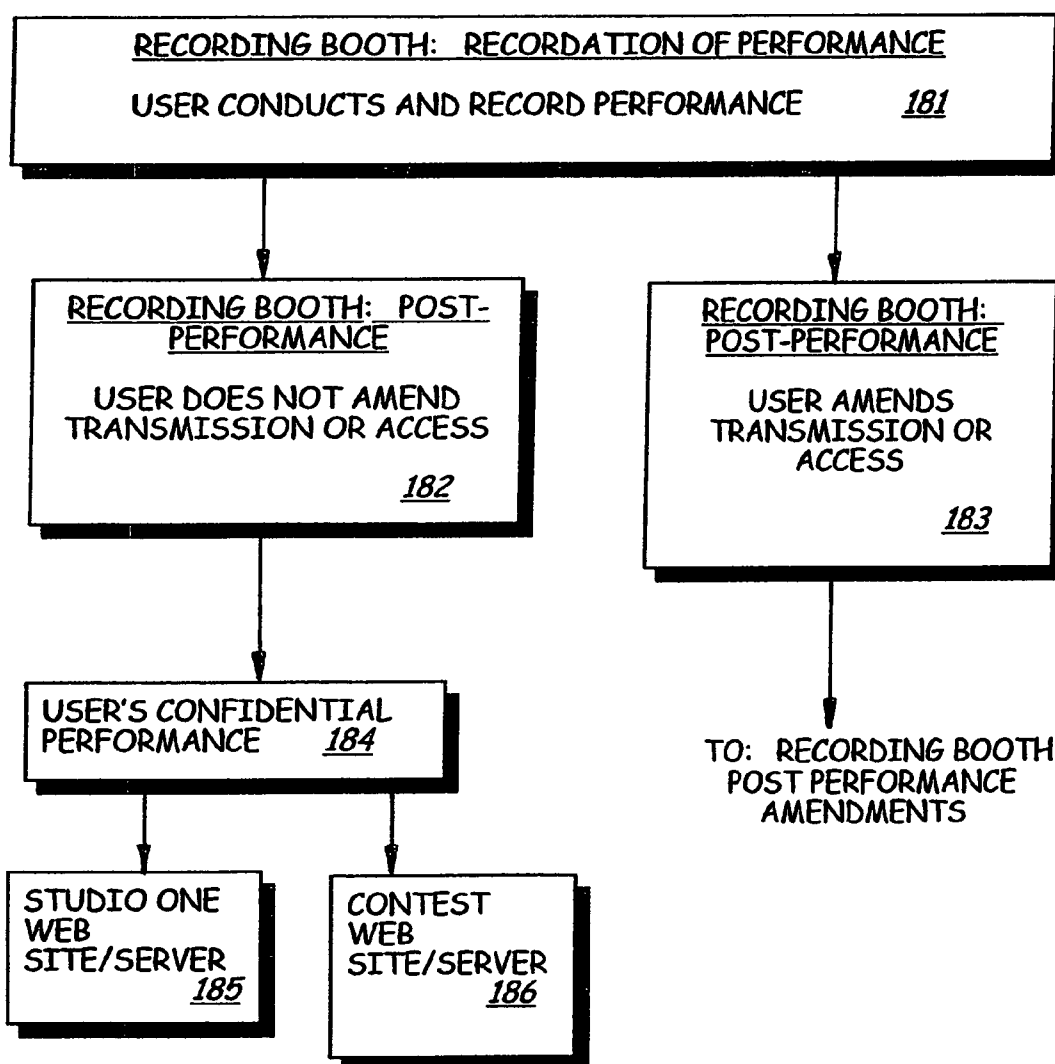 RECORDING BOOTH: RECORDATION OF PERFORMANCE
USER CONDUCTS AND RECORD PERFORMANCE 181
RECORDING BOOTH: POST-
PERFORMANCE
USER DOES NOT AMEND
TRANSMISSION OR ACCESS
182
RECORDING BOOTH:
POST-PERFORMANCE
USER AMENDS
TRANSMISSION OR
ACCESS
183
USER'S CONFIDENTIAL
PERFORMANCE 184
TO: RECORDING BOOTH
POST PERFORMANCE
AMENDMENTS
STUDIO ONE
WEB
SITE/SERVER
185
CONTEST
WEB
SITE/SERVER
186